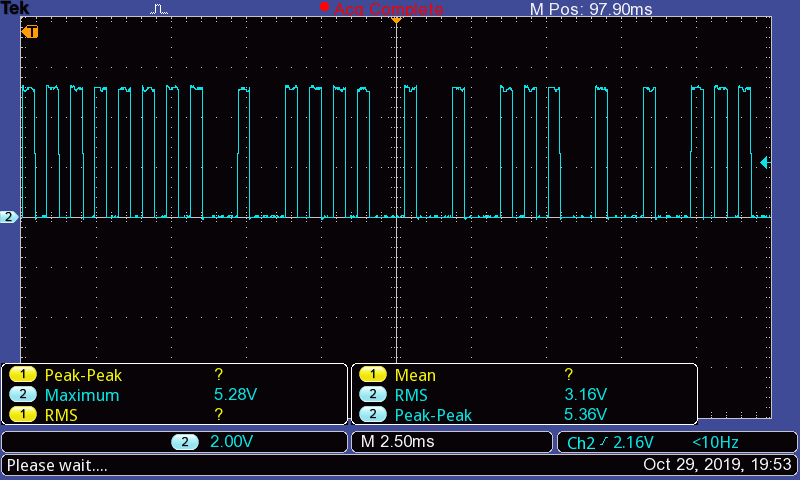 Tek Acq Complete M Pos: 97.90ms
T
2
1 Peak-Peak ? 1 Mean ?
2 Maximum 5.28V 2 RMS 3.16V
1 RMS ? 2 Peak-Peak 5.36V
2 2.00V M 2.50ms Ch2 2.16V <10Hz
Please wait.... Oct 29, 2019, 19:53